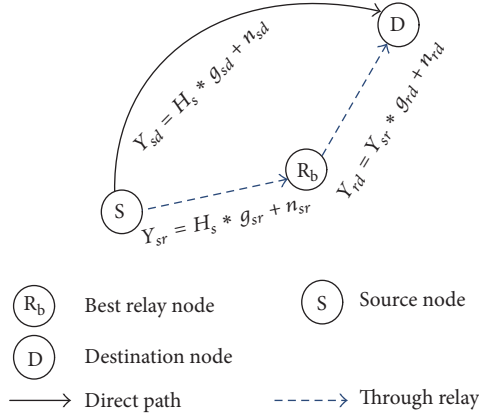 D
Y_sd = H_s * g_sd + n_sd
Y_rd = Y_sr * g_rd + n_rd
R_b
S
Y_sr = H_s * g_sr + n_sr
R_b Best relay node
S Source node
D Destination node
Direct path
Through relay